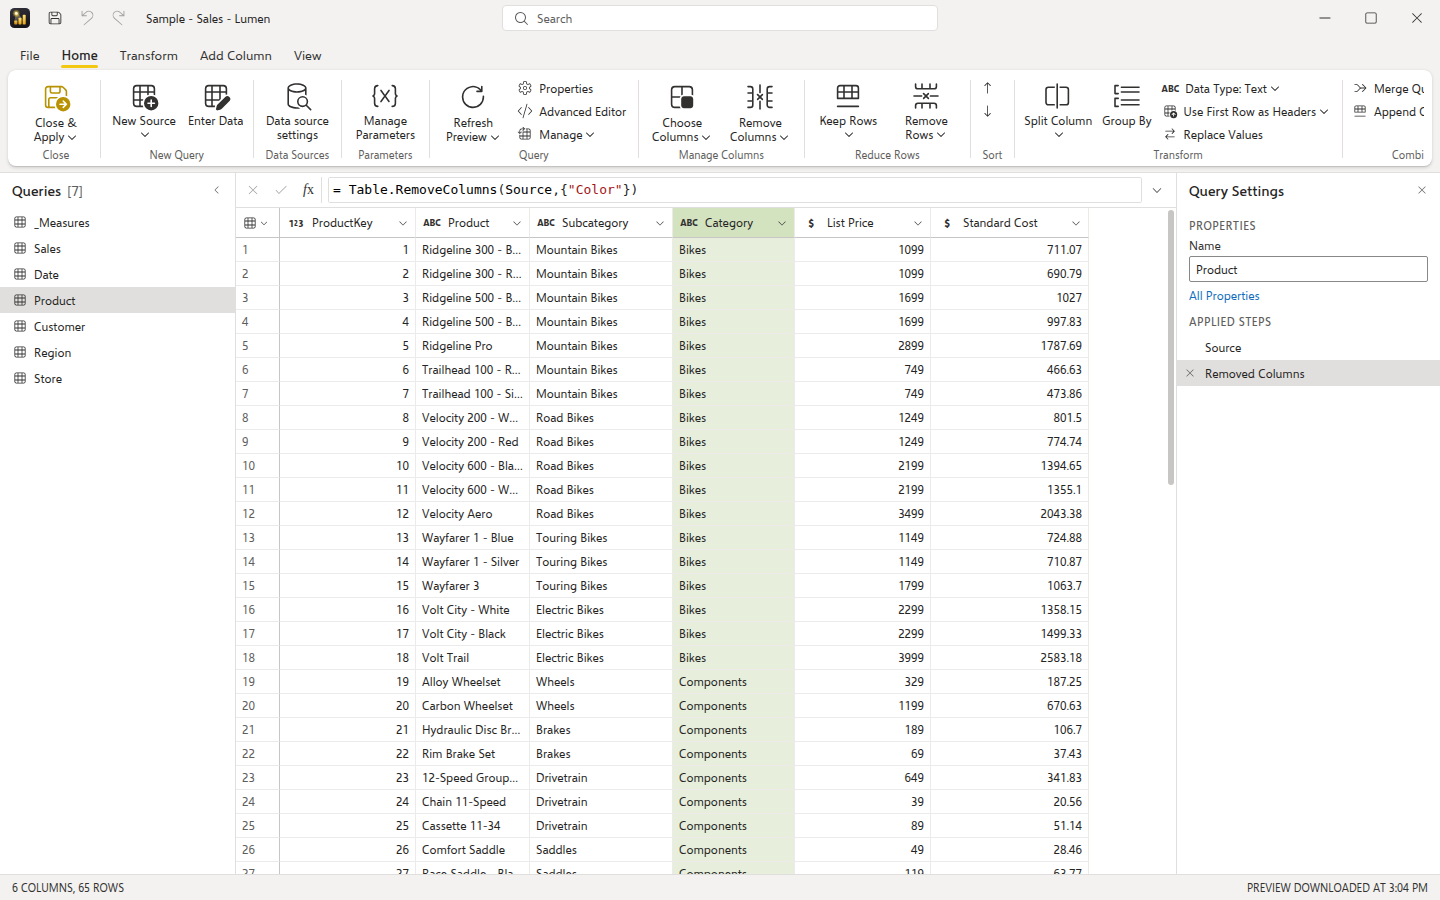 Sample - Sales - Lumen
Search
File Home Transform Add Column View
Close & Apply
Close
New Source
Enter Data
New Query
Data source settings
Data Sources
Manage Parameters
Parameters
Refresh Preview
Properties
Advanced Editor
Manage
Query
Choose Columns
Remove Columns
Manage Columns
Keep Rows
Remove Rows
Reduce Rows
Sort
Split Column
Group By
ABC Data Type: Text
Use First Row as Headers
Replace Values
Transform
Merge Qu
Append C
Combi
Queries [7]
_Measures
Sales
Date
Product
Customer
Region
Store
fx = Table.RemoveColumns(Source,{"Color"})
123 ProductKey ABC Product ABC Subcategory ABC Category $ List Price $ Standard Cost
1 1 Ridgeline 300 - B... Mountain Bikes Bikes 1099 711.07
2 2 Ridgeline 300 - R... Mountain Bikes Bikes 1099 690.79
3 3 Ridgeline 500 - B... Mountain Bikes Bikes 1699 1027
4 4 Ridgeline 500 - B... Mountain Bikes Bikes 1699 997.83
5 5 Ridgeline Pro Mountain Bikes Bikes 2899 1787.69
6 6 Trailhead 100 - R... Mountain Bikes Bikes 749 466.63
7 7 Trailhead 100 - Si... Mountain Bikes Bikes 749 473.86
8 8 Velocity 200 - W... Road Bikes Bikes 1249 801.5
9 9 Velocity 200 - Red Road Bikes Bikes 1249 774.74
10 10 Velocity 600 - Bla... Road Bikes Bikes 2199 1394.65
11 11 Velocity 600 - W... Road Bikes Bikes 2199 1355.1
12 12 Velocity Aero Road Bikes Bikes 3499 2043.38
13 13 Wayfarer 1 - Blue Touring Bikes Bikes 1149 724.88
14 14 Wayfarer 1 - Silver Touring Bikes Bikes 1149 710.87
15 15 Wayfarer 3 Touring Bikes Bikes 1799 1063.7
16 16 Volt City - White Electric Bikes Bikes 2299 1358.15
17 17 Volt City - Black Electric Bikes Bikes 2299 1499.33
18 18 Volt Trail Electric Bikes Bikes 3999 2583.18
19 19 Alloy Wheelset Wheels Components 329 187.25
20 20 Carbon Wheelset Wheels Components 1199 670.63
21 21 Hydraulic Disc Br... Brakes Components 189 106.7
22 22 Rim Brake Set Brakes Components 69 37.43
23 23 12-Speed Group... Drivetrain Components 649 341.83
24 24 Chain 11-Speed Drivetrain Components 39 20.56
25 25 Cassette 11-34 Drivetrain Components 89 51.14
26 26 Comfort Saddle Saddles Components 49 28.46
27 27 Race Saddle - Bla... Saddles Components 119 63.77
Query Settings
PROPERTIES
Name
Product
All Properties
APPLIED STEPS
Source
Removed Columns
6 COLUMNS, 65 ROWS
PREVIEW DOWNLOADED AT 3:04 PM